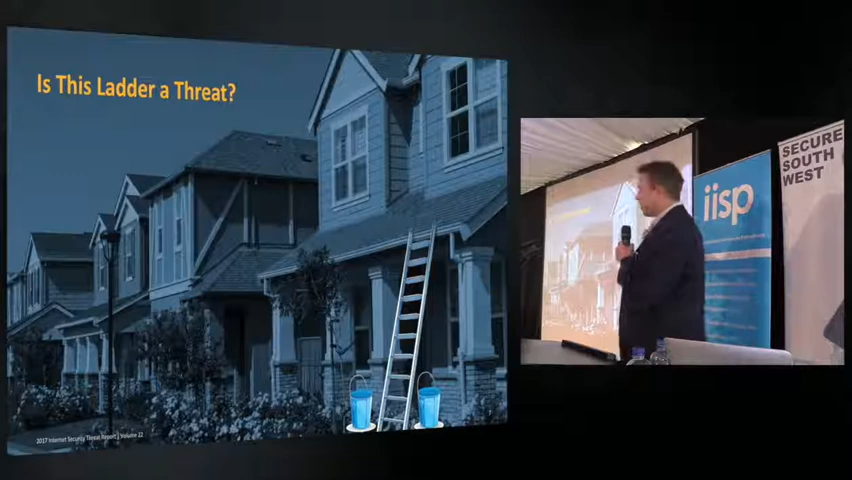 Is This Ladder a Threat?
2017 Internet Security Threat Report | Volume 22
iisp
SECURE
SOUTH
WEST